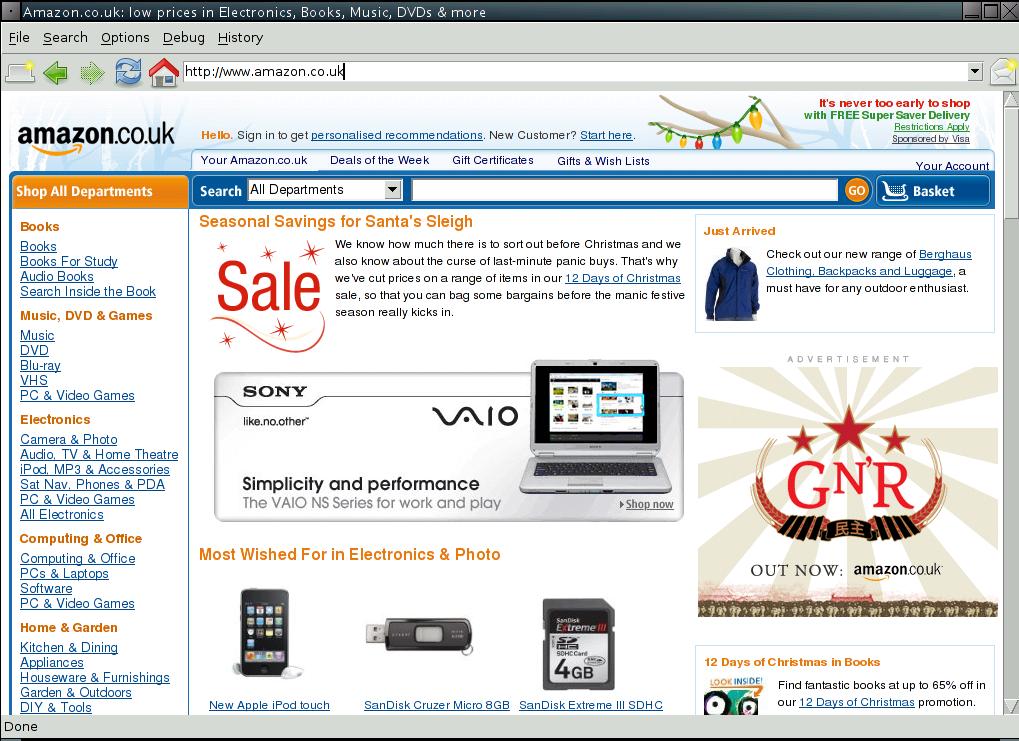 Amazon.co.uk: low prices in Electronics, Books, Music, DVDs & more
File Search Options Debug History
http://www.amazon.co.uk
amazon.co.uk
Hello. Sign in to get personalised recommendations. New Customer? Start here.
It's never too early to shop
with FREE Super Saver Delivery
Restrictions Apply
Sponsored by Visa
Your Amazon.co.uk Deals of the Week Gift Certificates Gifts & Wish Lists
Your Account
Shop All Departments
Search All Departments GO Basket
Books
Books
Books For Study
Audio Books
Search Inside the Book
Music, DVD & Games
Music
DVD
Blu-ray
VHS
PC & Video Games
Electronics
Camera & Photo
Audio, TV & Home Theatre
iPod, MP3 & Accessories
Sat Nav, Phones & PDA
PC & Video Games
All Electronics
Computing & Office
Computing & Office
PCs & Laptops
Software
PC & Video Games
Home & Garden
Kitchen & Dining
Appliances
Houseware & Furnishings
Garden & Outdoors
DIY & Tools
Seasonal Savings for Santa's Sleigh
Sale
We know how much there is to sort out before Christmas and we
also know about the curse of last-minute panic buys. That's why
we've cut prices on a range of items in our 12 Days of Christmas
sale, so that you can bag some bargains before the manic festive
season really kicks in.
SONY
like.no.other™
VAIO
Simplicity and performance
The VAIO NS Series for work and play
Shop now
Most Wished For in Electronics & Photo
SanDisk
Extreme III
SDHC Card
4GB
New Apple iPod touch
SanDisk Cruzer Micro 8GB
SanDisk Extreme III SDHC
Just Arrived
Check out our new range of Berghaus
Clothing, Backpacks and Luggage, a
must have for any outdoor enthusiast.
ADVERTISEMENT
GN'R
民主
OUT NOW: amazon.co.uk
12 Days of Christmas in Books
LOOK INSIDE!
Find fantastic books at up to 65% off in
our 12 Days of Christmas promotion.
Done